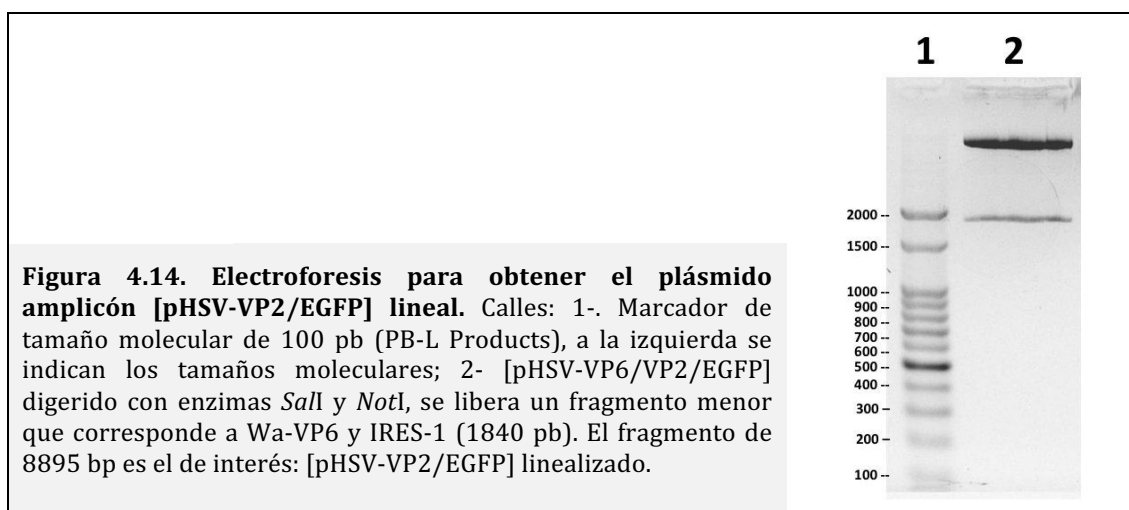 1 2
2000 --
1500 --
1000 --
900 --
800 --
700 --
600 --
500 --
400 --
300 --
200 --
100 --
Figura 4.14. Electroforesis para obtener el plásmido
amplicón [pHSV-VP2/EGFP] lineal. Calles: 1-. Marcador de
tamaño molecular de 100 pb (PB-L Products), a la izquierda se
indican los tamaños moleculares; 2- [pHSV-VP6/VP2/EGFP]
digerido con enzimas SalI y NotI, se libera un fragmento menor
que corresponde a Wa-VP6 y IRES-1 (1840 pb). El fragmento de
8895 bp es el de interés: [pHSV-VP2/EGFP] linealizado.